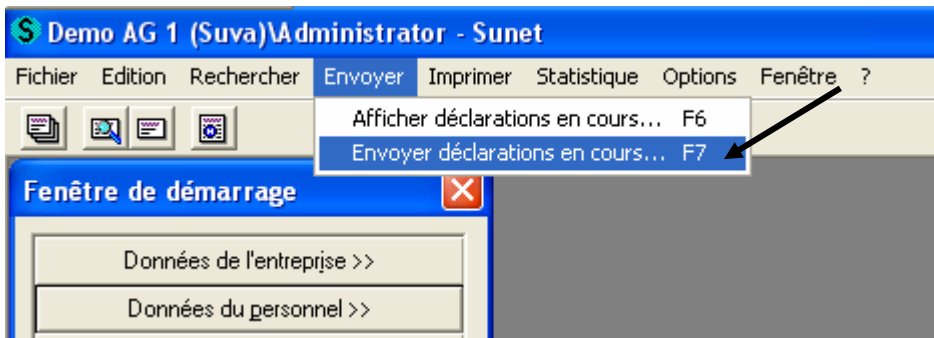 Demo AG 1 (Suva)\Administrator - Sunet
Fichier Edition Rechercher Envoyer Imprimer Statistique Options Fenêtre ?
Afficher déclarations en cours... F6
Envoyer déclarations en cours... F7
Fenêtre de démarrage
Données de l'entreprise >>
Données du personnel >>